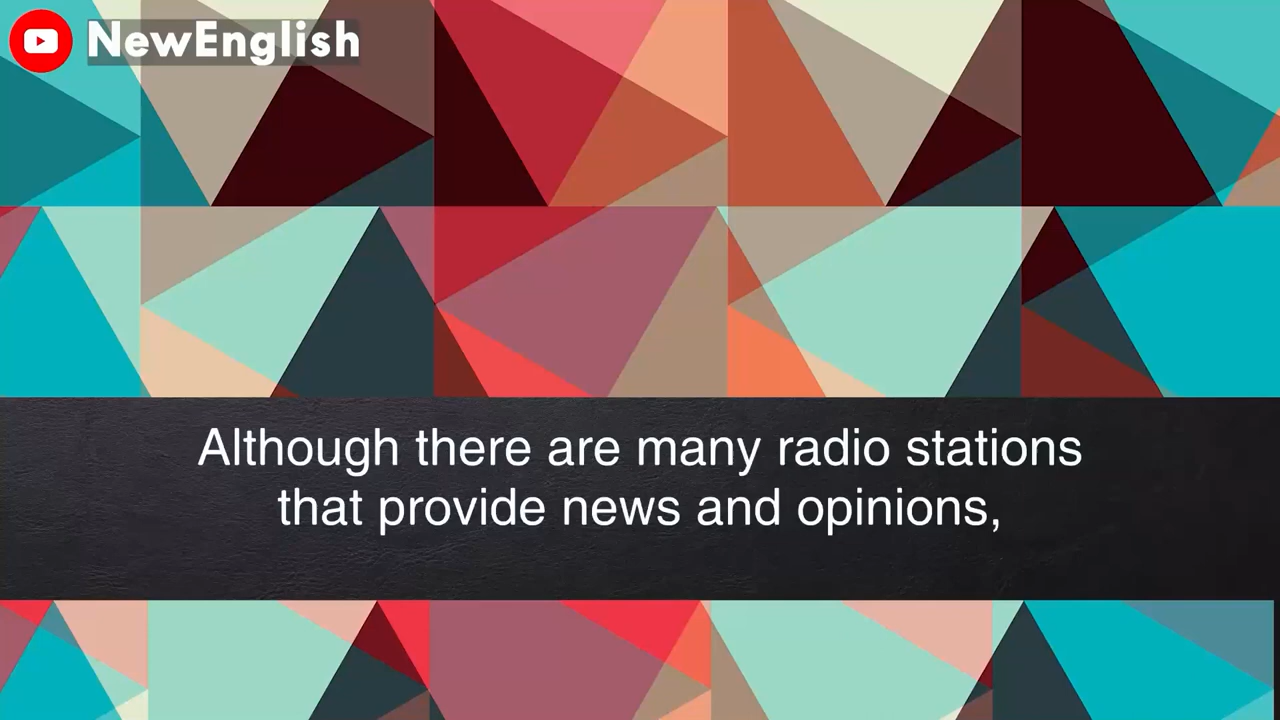 NewEnglish
Although there are many radio stations
that provide news and opinions,